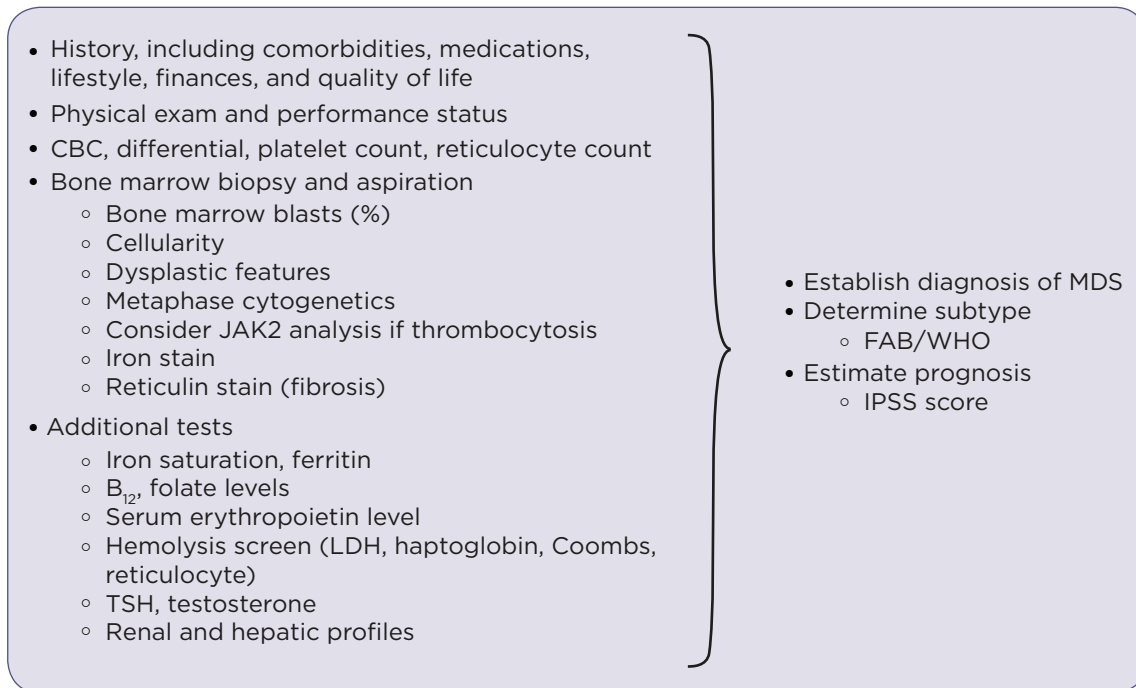 • History, including comorbidities, medications,
lifestyle, finances, and quality of life
• Physical exam and performance status
• CBC, differential, platelet count, reticulocyte count
• Bone marrow biopsy and aspiration
◦ Bone marrow blasts (%)
◦ Cellularity
◦ Dysplastic features
◦ Metaphase cytogenetics
◦ Consider JAK2 analysis if thrombocytosis
◦ Iron stain
◦ Reticulin stain (fibrosis)
• Additional tests
◦ Iron saturation, ferritin
◦ B₁₂, folate levels
◦ Serum erythropoietin level
◦ Hemolysis screen (LDH, haptoglobin, Coombs,
reticulocyte)
◦ TSH, testosterone
◦ Renal and hepatic profiles
• Establish diagnosis of MDS
• Determine subtype
◦ FAB/WHO
• Estimate prognosis
◦ IPSS score